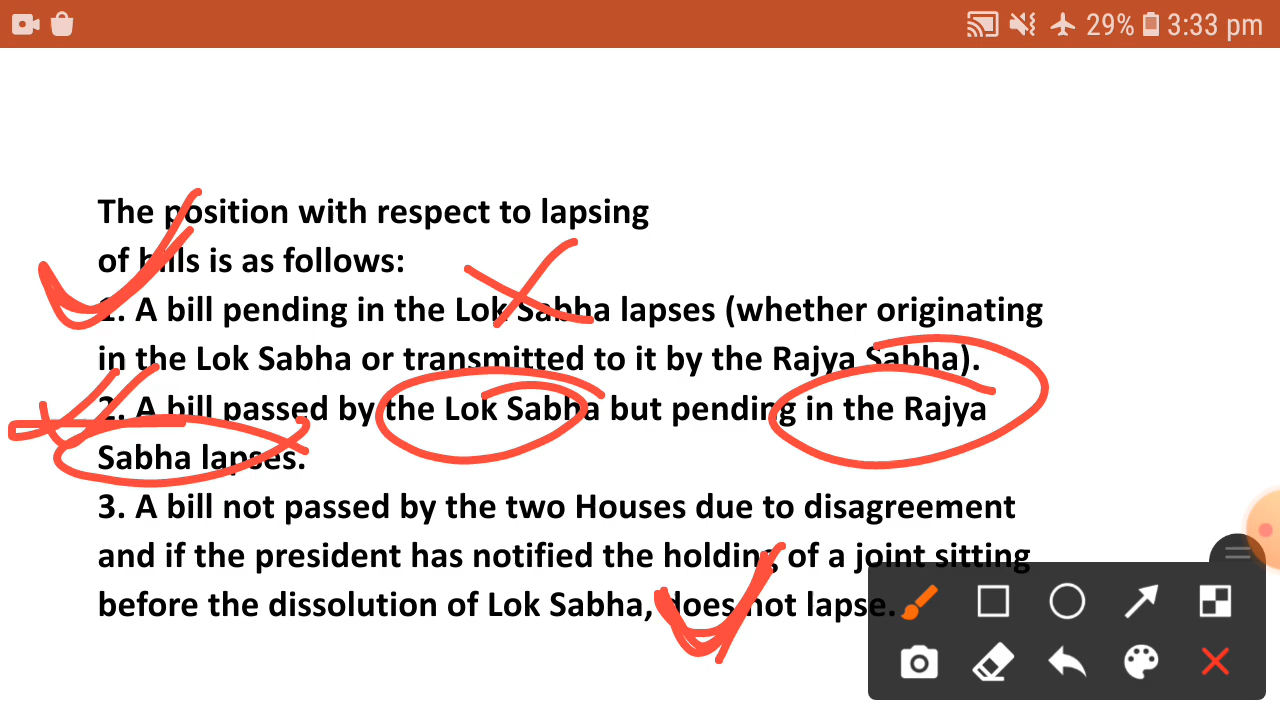 29% 3:33 pm
The position with respect to lapsing
of bills is as follows:
1. A bill pending in the Lok Sabha lapses (whether originating
in the Lok Sabha or transmitted to it by the Rajya Sabha).
2. A bill passed by the Lok Sabha but pending in the Rajya
Sabha lapses.
3. A bill not passed by the two Houses due to disagreement
and if the president has notified the holding of a joint sitting
before the dissolution of Lok Sabha, does not lapse.